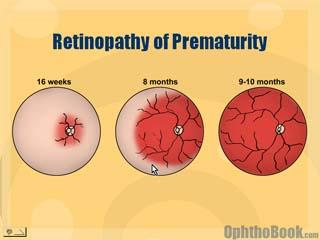 Retinopathy of Prematurity
16 weeks
8 months
9-10 months
OphthoBook.com